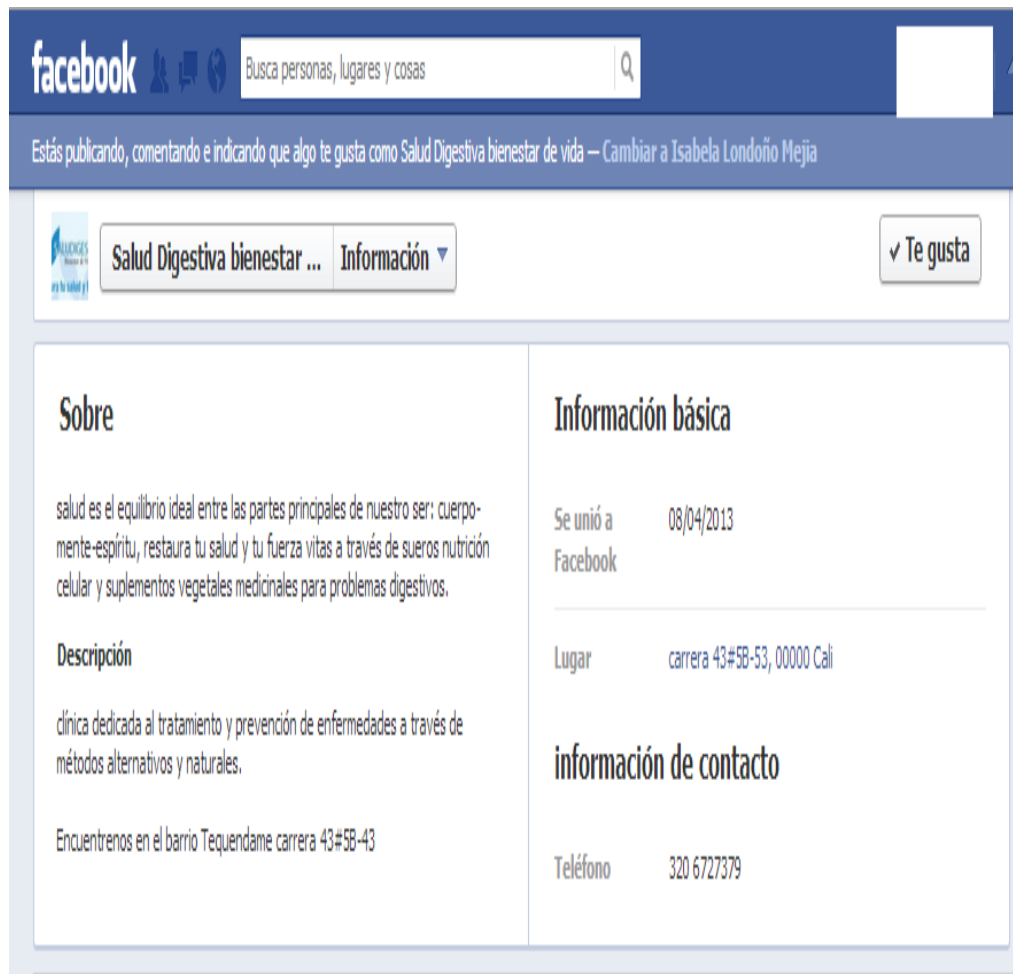 facebook
Busca personas, lugares y cosas
Estás publicando, comentando e indicando que algo te gusta como Salud Digestiva bienestar de vida — Cambiar a Isabela Londoño Mejia
Salud Digestiva bienestar ...
Información
Te gusta
Sobre
salud es el equilibrio ideal entre las partes principales de nuestro ser: cuerpo-
mente-espíritu, restaura tu salud y tu fuerza vitas a través de sueros nutrición
celular y suplementos vegetales medicinales para problemas digestivos.
Descripción
clínica dedicada al tratamiento y prevención de enfermedades a través de
métodos alternativos y naturales.
Encuentrenos en el barrio Tequendame carrera 43#5B-43
Información básica
Se unió a
Facebook
08/04/2013
Lugar
carrera 43#5B-53, 00000 Cali
información de contacto
Teléfono
320 6727379